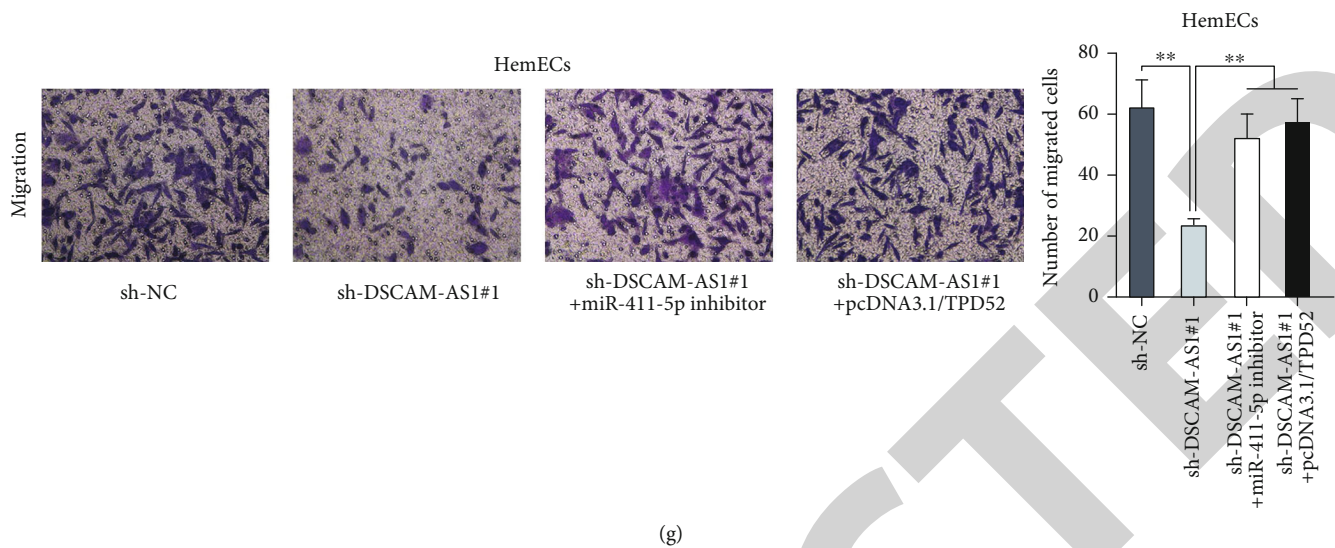 HemECs
Migration
sh-NC
sh-DSCAM-AS1#1
sh-DSCAM-AS1#1
+miR-411-5p inhibitor
sh-DSCAM-AS1#1
+pcDNA3.1/TPD52
HemECs
Number of migrated cells
80
60
40
20
0
**
**
sh-NC
sh-DSCAM-AS1#1
sh-DSCAM-AS1#1
+miR-411-5p inhibitor
sh-DSCAM-AS1#1
+pcDNA3.1/TPD52
(g)